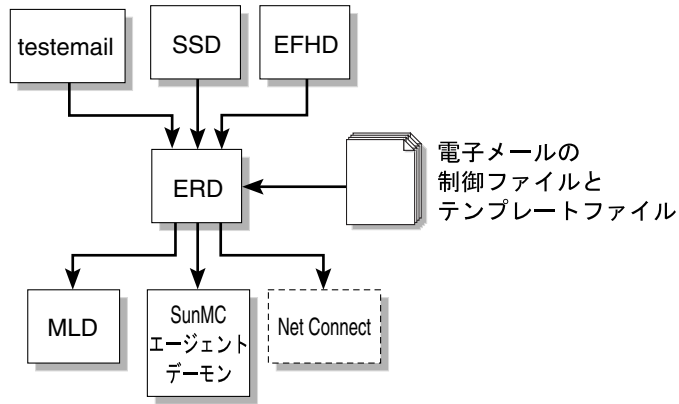 testemail
SSD
EFHD
ERD
電子メールの
制御ファイルと
テンプレートファイル
MLD
SunMC
エージェント
デーモン
Net Connect